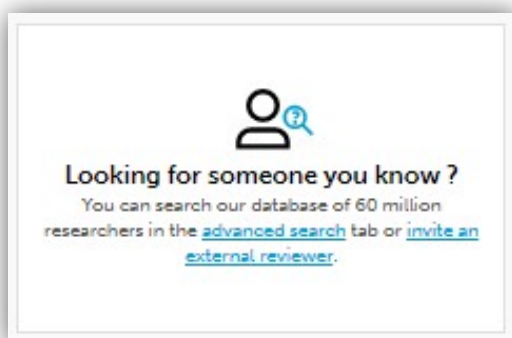 Looking for someone you know ?
You can search our database of 60 million
researchers in the advanced search tab or invite an
external reviewer.